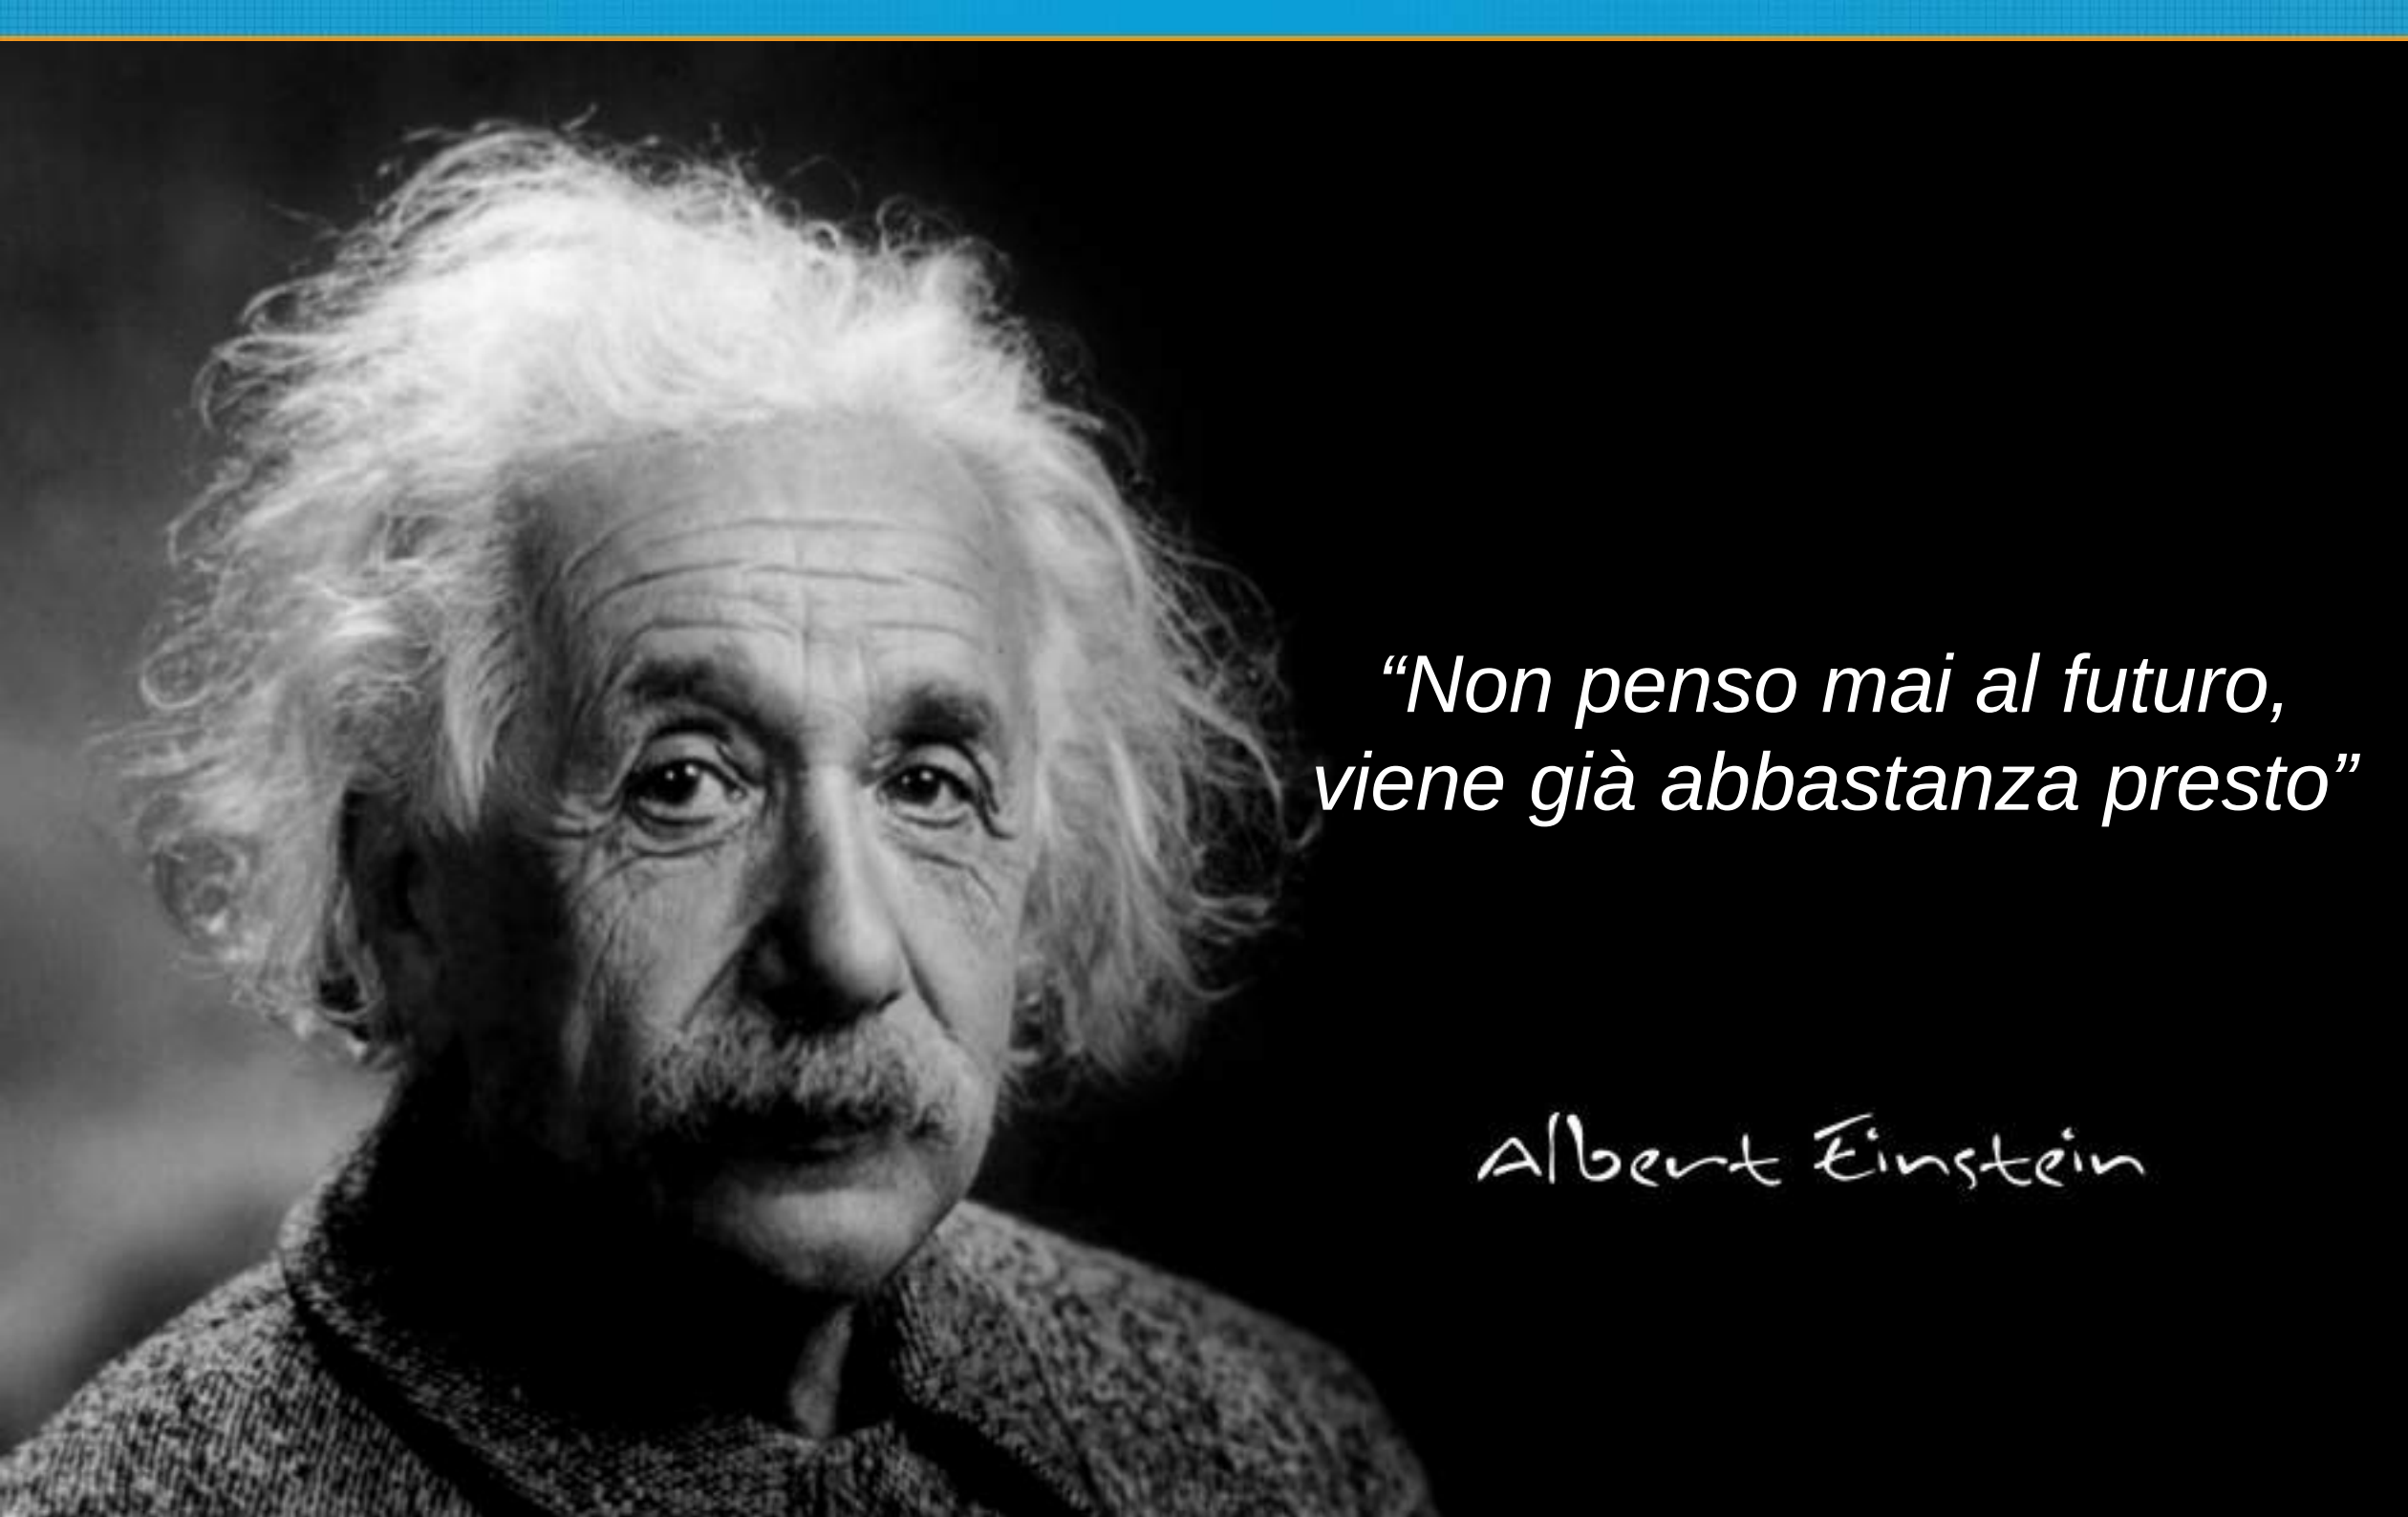 “Non penso mai al futuro,
viene già abbastanza presto”
Albert Einstein